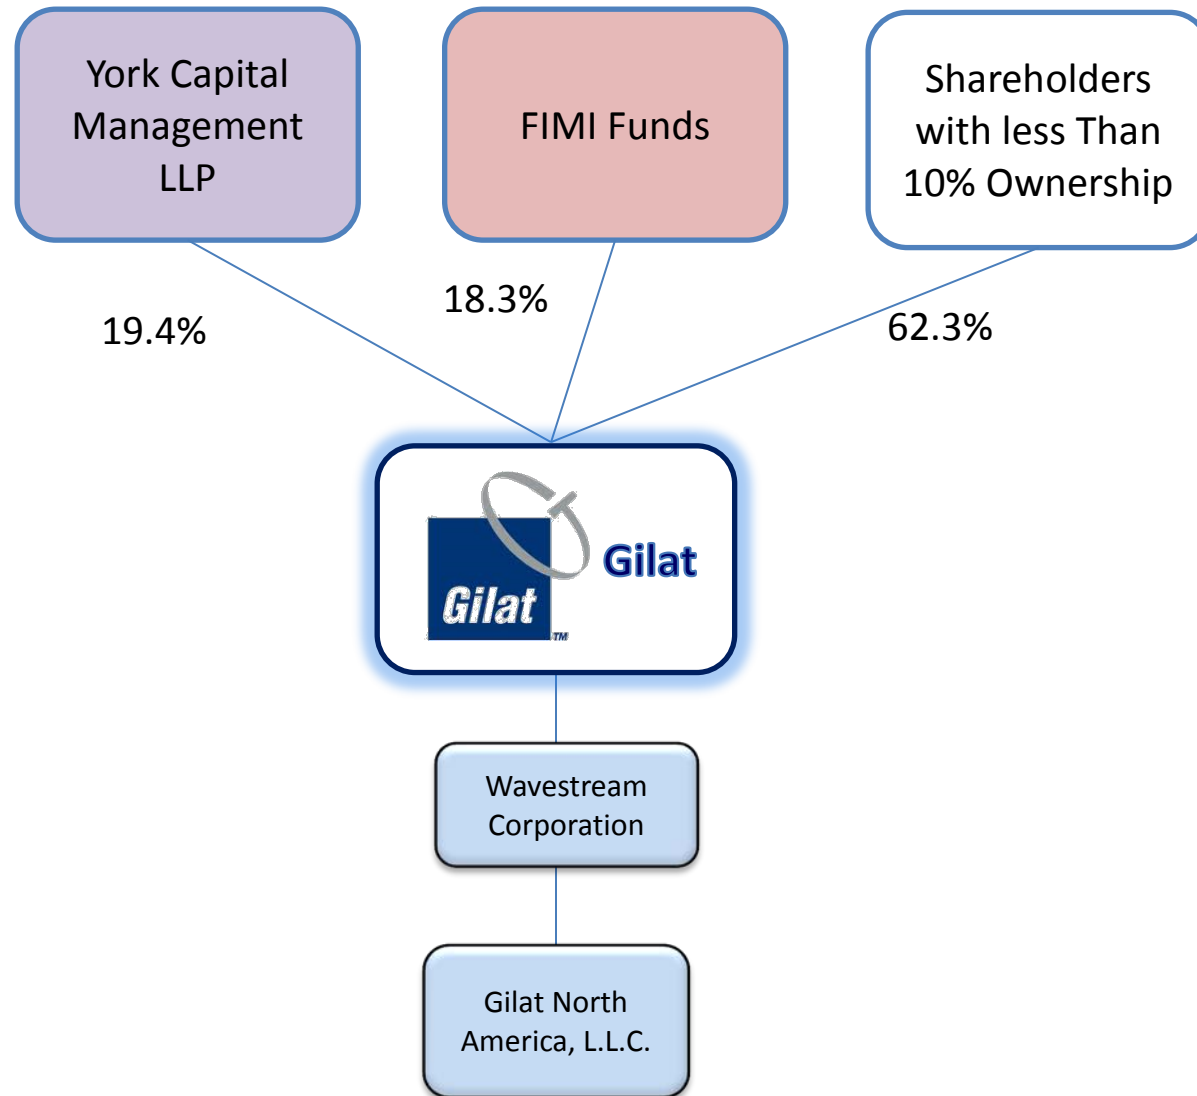 York Capital
Management
LLP
FIMI Funds
Shareholders
with less Than
10% Ownership
19.4%
18.3%
62.3%
Gilat
TM
Gilat
Wavestream
Corporation
Gilat North
America, L.L.C.